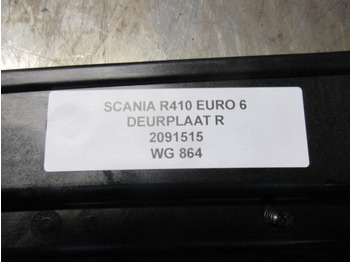 SCANIA R410 EURO 6
DEURPLAAT R
2091515
WG 864